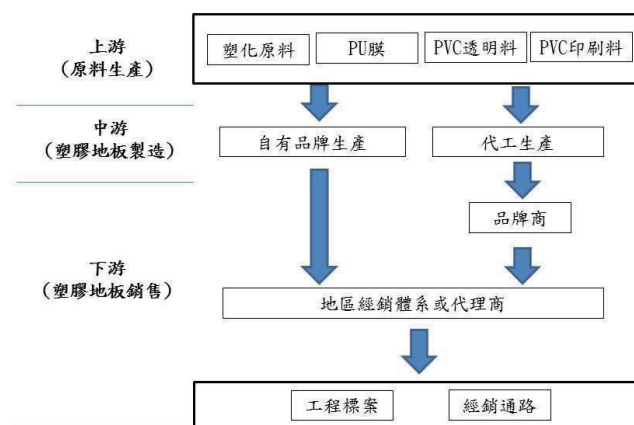 上游
（原料生產）
塑化原料
PU膜
PVC透明料
PVC印刷料
中游
（塑膠地板製造）
自有品牌生產
代工生產
品牌商
下游
（塑膠地板銷售）
地區經銷體系或代理商
工程標案
經銷通路